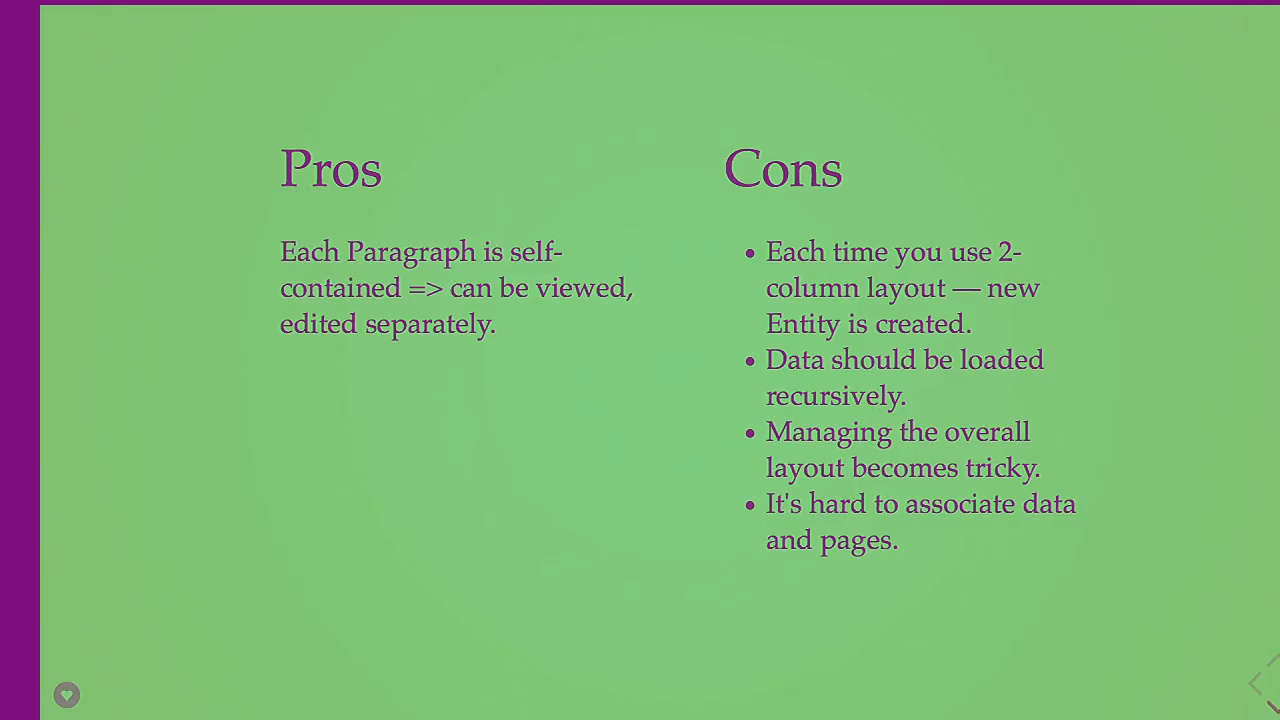 Pros
Each Paragraph is self-
contained => can be viewed,
edited separately.
Cons
• Each time you use 2-
column layout — new
Entity is created.
• Data should be loaded
recursively.
• Managing the overall
layout becomes tricky.
• It's hard to associate data
and pages.